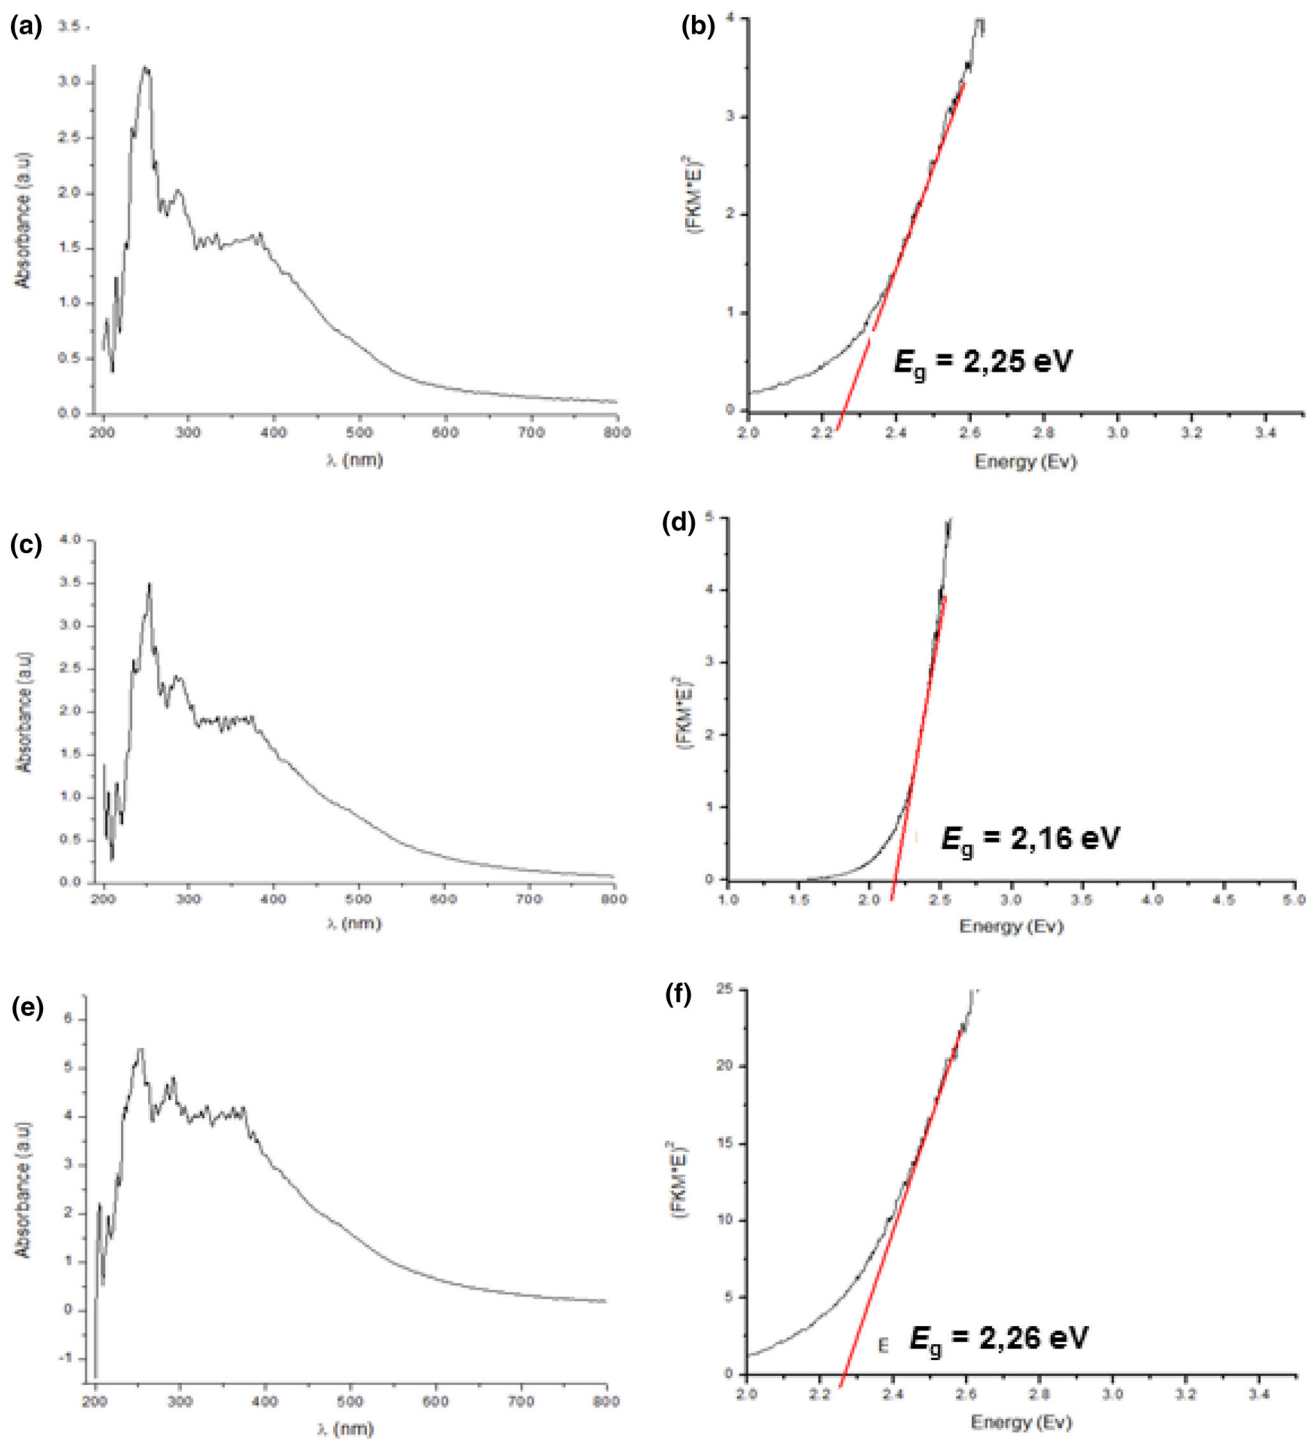 (a)
3.5
3.0
2.5
2.0
1.5
1.0
0.5
0.0
Absorbance (a.u)
200 300 400 500 600 700 800
λ (nm)
(b)
4
3
2
1
0
(FKM*E)²
Eg = 2,25 eV
2.0 2.2 2.4 2.6 2.8 3.0 3.2 3.4
Energy (Ev)
(c)
4.0
3.5
3.0
2.5
2.0
1.5
1.0
0.5
0.0
Absorbance (a.u)
200 300 400 500 600 700 800
λ (nm)
(d)
5
4
3
2
1
0
(FKM*E)²
Eg = 2,16 eV
1.0 1.5 2.0 2.5 3.0 3.5 4.0 4.5 5.0
Energy (Ev)
(e)
6
5
4
3
2
1
0
-1
Absorbance (a.u)
200 300 400 500 600 700 800
λ (nm)
(f)
25
20
15
10
5
0
(FKM*E)²
E Eg = 2,26 eV
2.0 2.2 2.4 2.6 2.8 3.0 3.2 3.4
Energy (Ev)